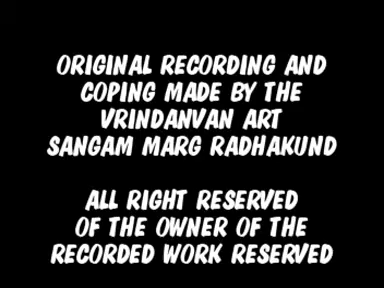 ORIGINAL RECORDING AND
COPING MADE BY THE
VRINDANVAN ART
SANGAM MARG RADHAKUND
ALL RIGHT RESERVED
OF THE OWNER OF THE
RECORDED WORK RESERVED